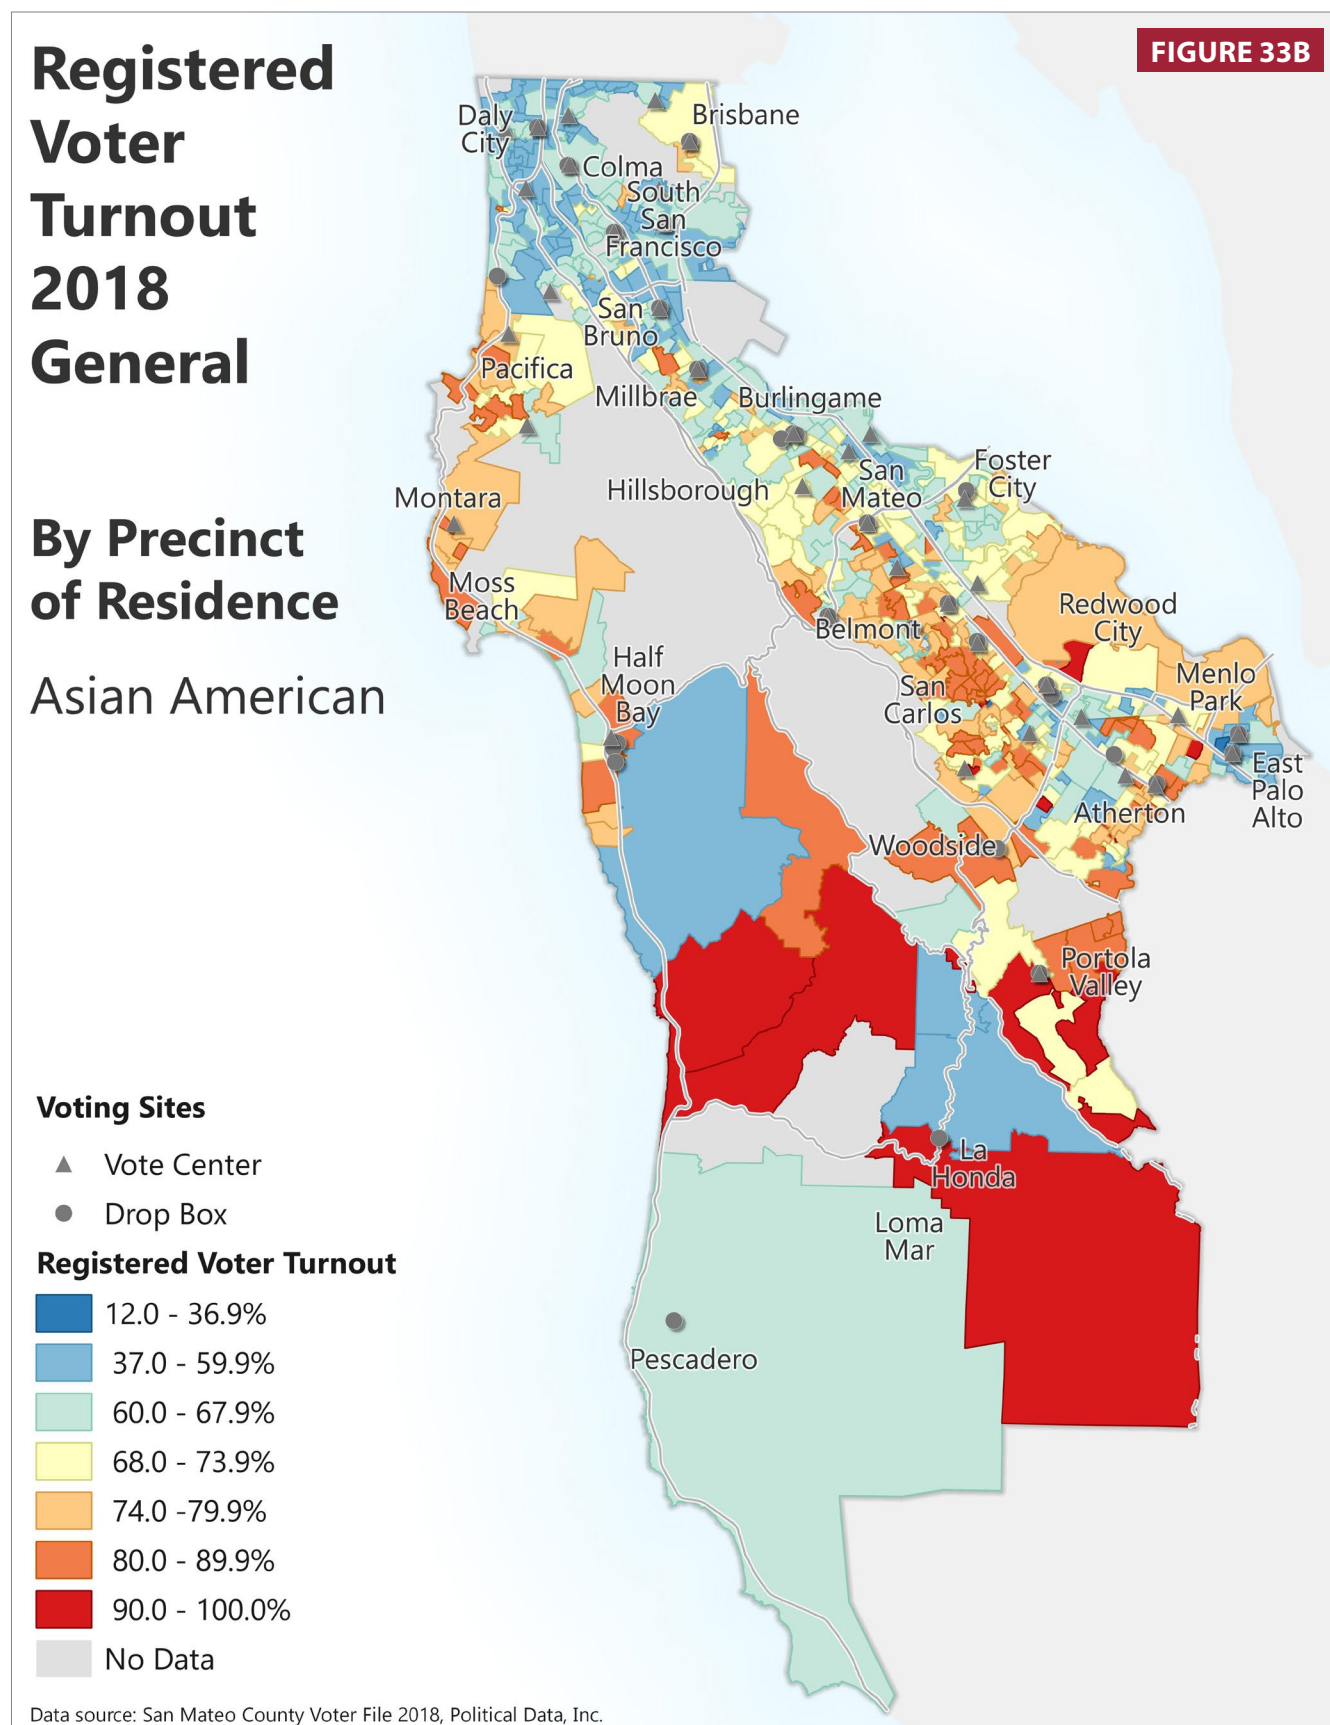 FIGURE 33B
Registered
Voter
Turnout
2018
General
By Precinct
of Residence
Asian American
Daly
City
Brisbane
Colma
South
San
Francisco
San
Bruno
Pacifica
Millbrae
Burlingame
Hillsborough
San
Mateo
Foster
City
Montara
Moss
Beach
Belmont
Redwood
City
Half
Moon
Bay
San
Carlos
Menlo
Park
East
Palo
Alto
Atherton
Woodside
Portola
Valley
La
Honda
Loma
Mar
Pescadero
Voting Sites
Vote Center
Drop Box
Registered Voter Turnout
12.0 - 36.9%
37.0 - 59.9%
60.0 - 67.9%
68.0 - 73.9%
74.0 -79.9%
80.0 - 89.9%
90.0 - 100.0%
No Data
Data source: San Mateo County Voter File 2018, Political Data, Inc.